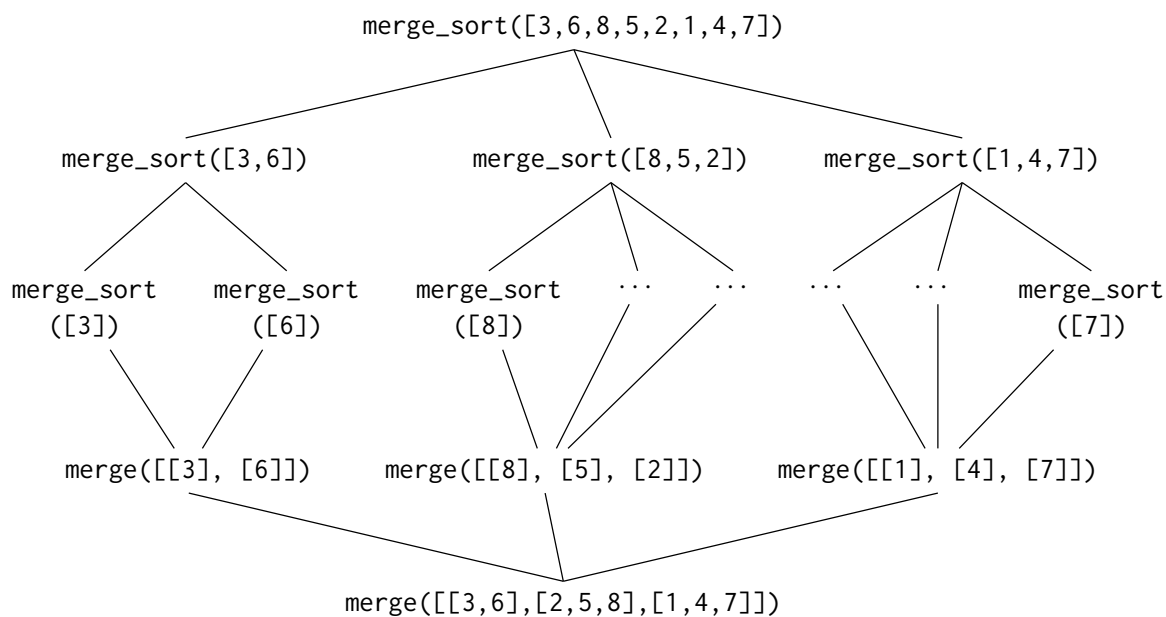 merge_sort([3,6,8,5,2,1,4,7])
merge_sort([3,6]) merge_sort([8,5,2]) merge_sort([1,4,7])
merge_sort merge_sort merge_sort ... ... ... ... merge_sort
([3]) ([6]) ([8]) ([7])
merge([[3], [6]]) merge([[8], [5], [2]]) merge([[1], [4], [7]])
merge([[3,6],[2,5,8],[1,4,7]])